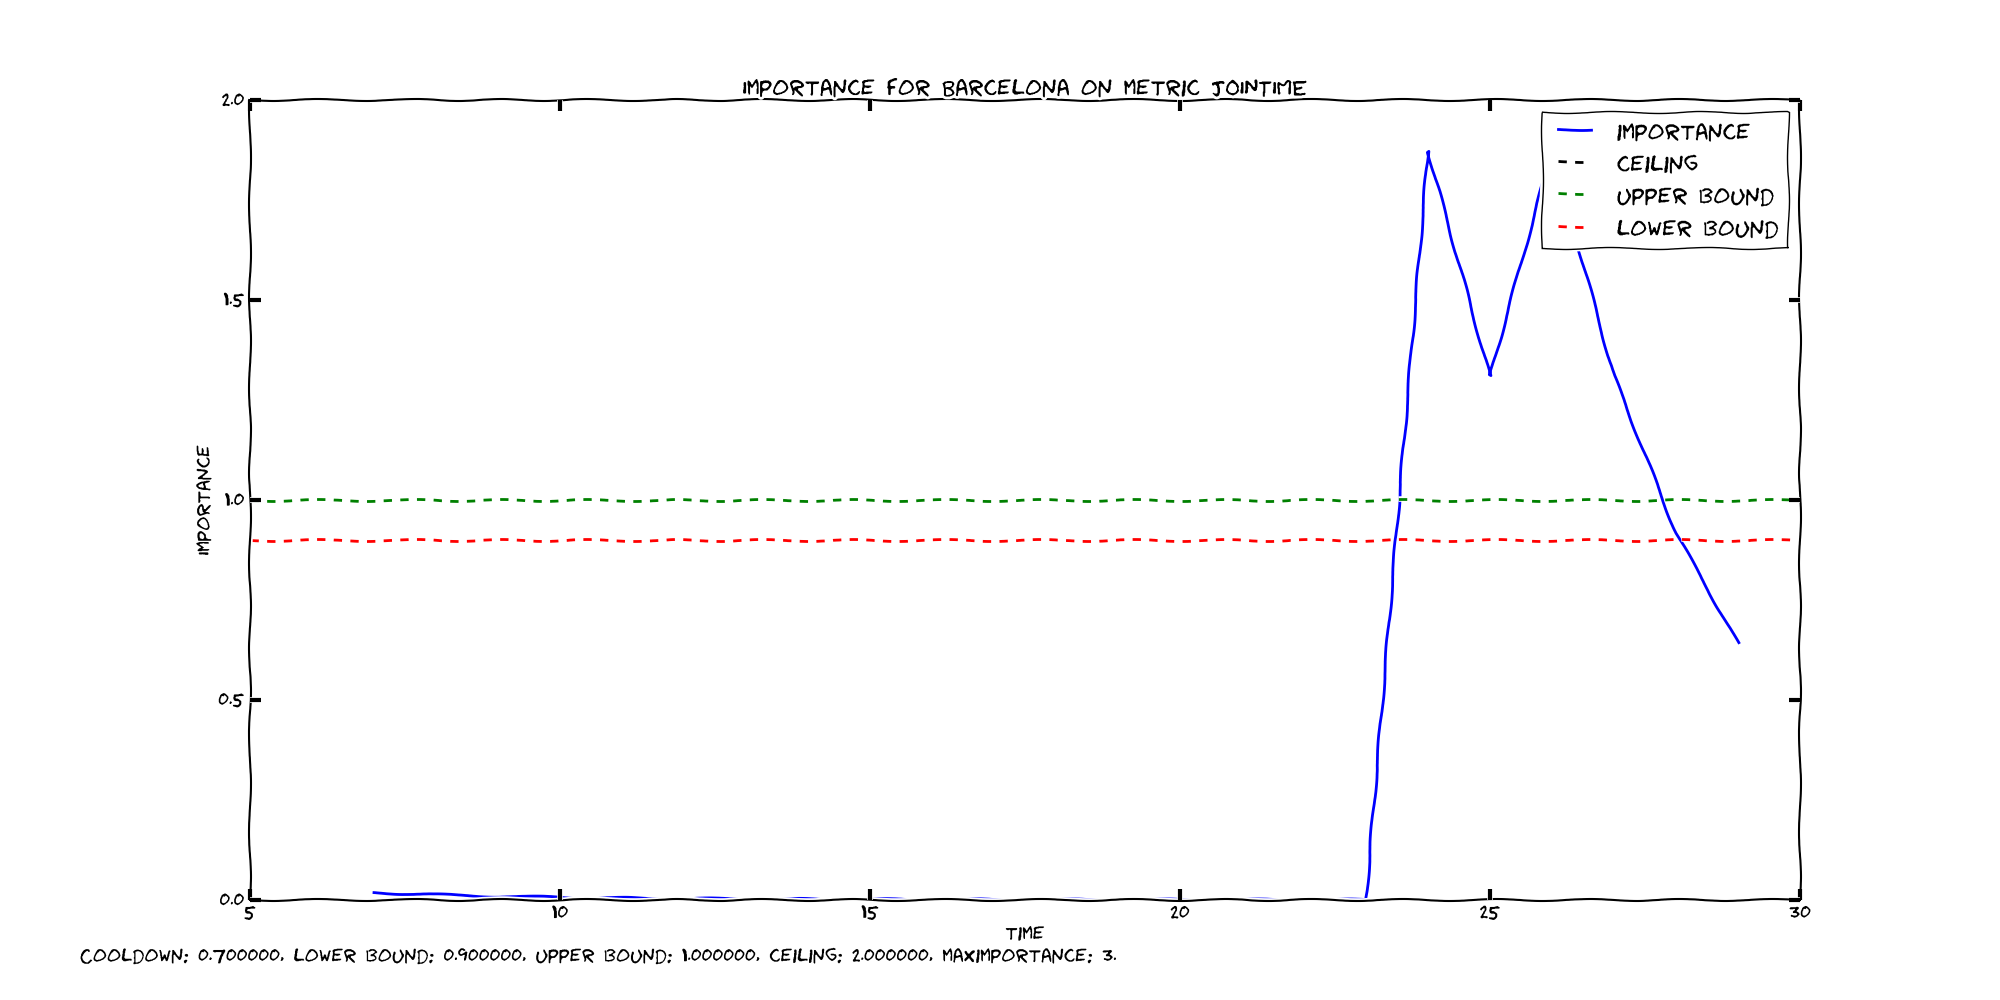 IMPORTANCE FOR BARCELONA ON METRIC JOINTIME
2.0
1.5
1.0
0.5
0.0
IMPORTANCE
IMPORTANCE
CEILING
UPPER BOUND
LOWER BOUND
5 10 15 20 25 30
TIME
COOLDOWN: 0.700000, LOWER BOUND: 0.900000, UPPER BOUND: 1.000000, CEILING: 2.000000, MAXIMPORTANCE: 3.